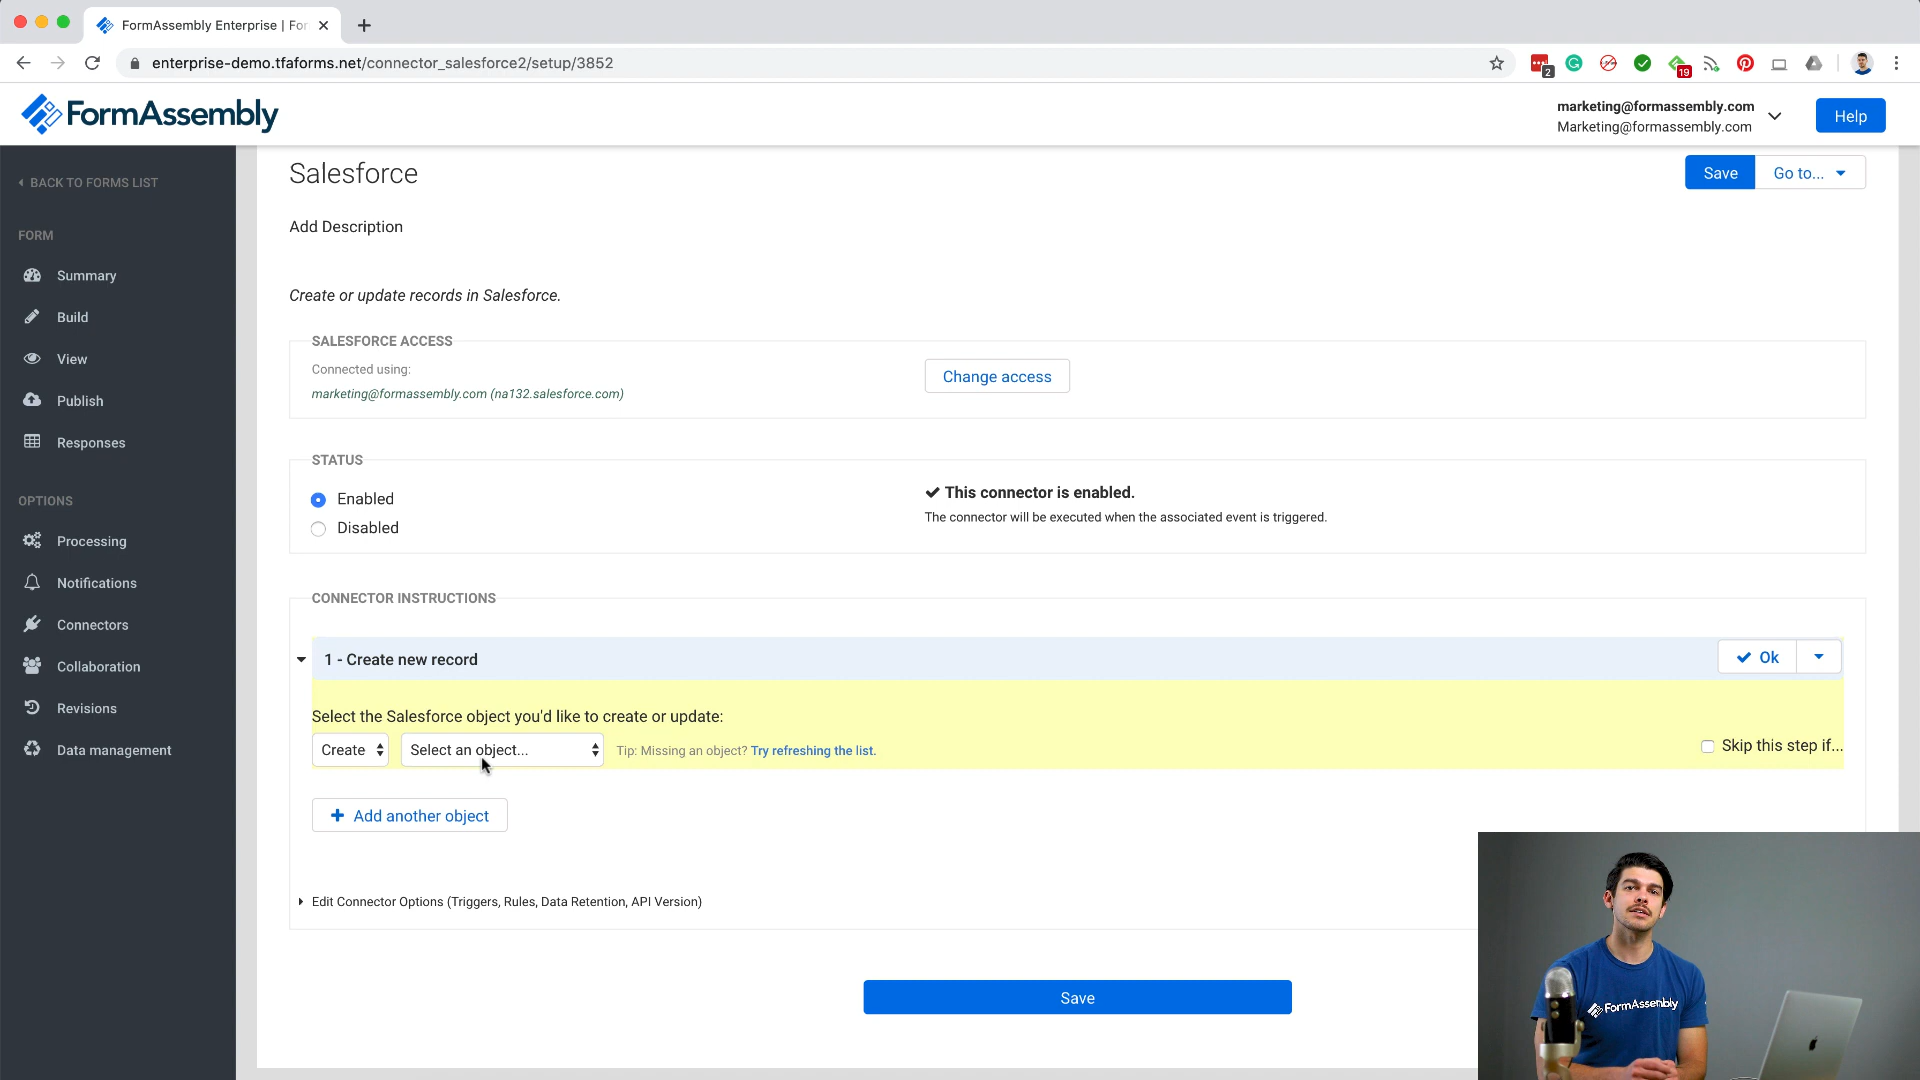 FormAssembly Enterprise | For
enterprise-demo.tfaforms.net/connector_salesforce2/setup/3852
2
19
FormAssembly
marketing@formassembly.com
Marketing@formassembly.com
Help
BACK TO FORMS LIST
FORM
Summary
Build
View
Publish
Responses
OPTIONS
Processing
Notifications
Connectors
Collaboration
Revisions
Data management
Salesforce
Save
Go to...
Add Description
Create or update records in Salesforce.
SALESFORCE ACCESS
Connected using:
marketing@formassembly.com (na132.salesforce.com)
Change access
STATUS
Enabled
Disabled
This connector is enabled.
The connector will be executed when the associated event is triggered.
CONNECTOR INSTRUCTIONS
1 - Create new record
Ok
Select the Salesforce object you'd like to create or update:
Create
Select an object...
Tip: Missing an object? Try refreshing the list.
Skip this step if...
Add another object
Edit Connector Options (Triggers, Rules, Data Retention, API Version)
Save
FormAssembly